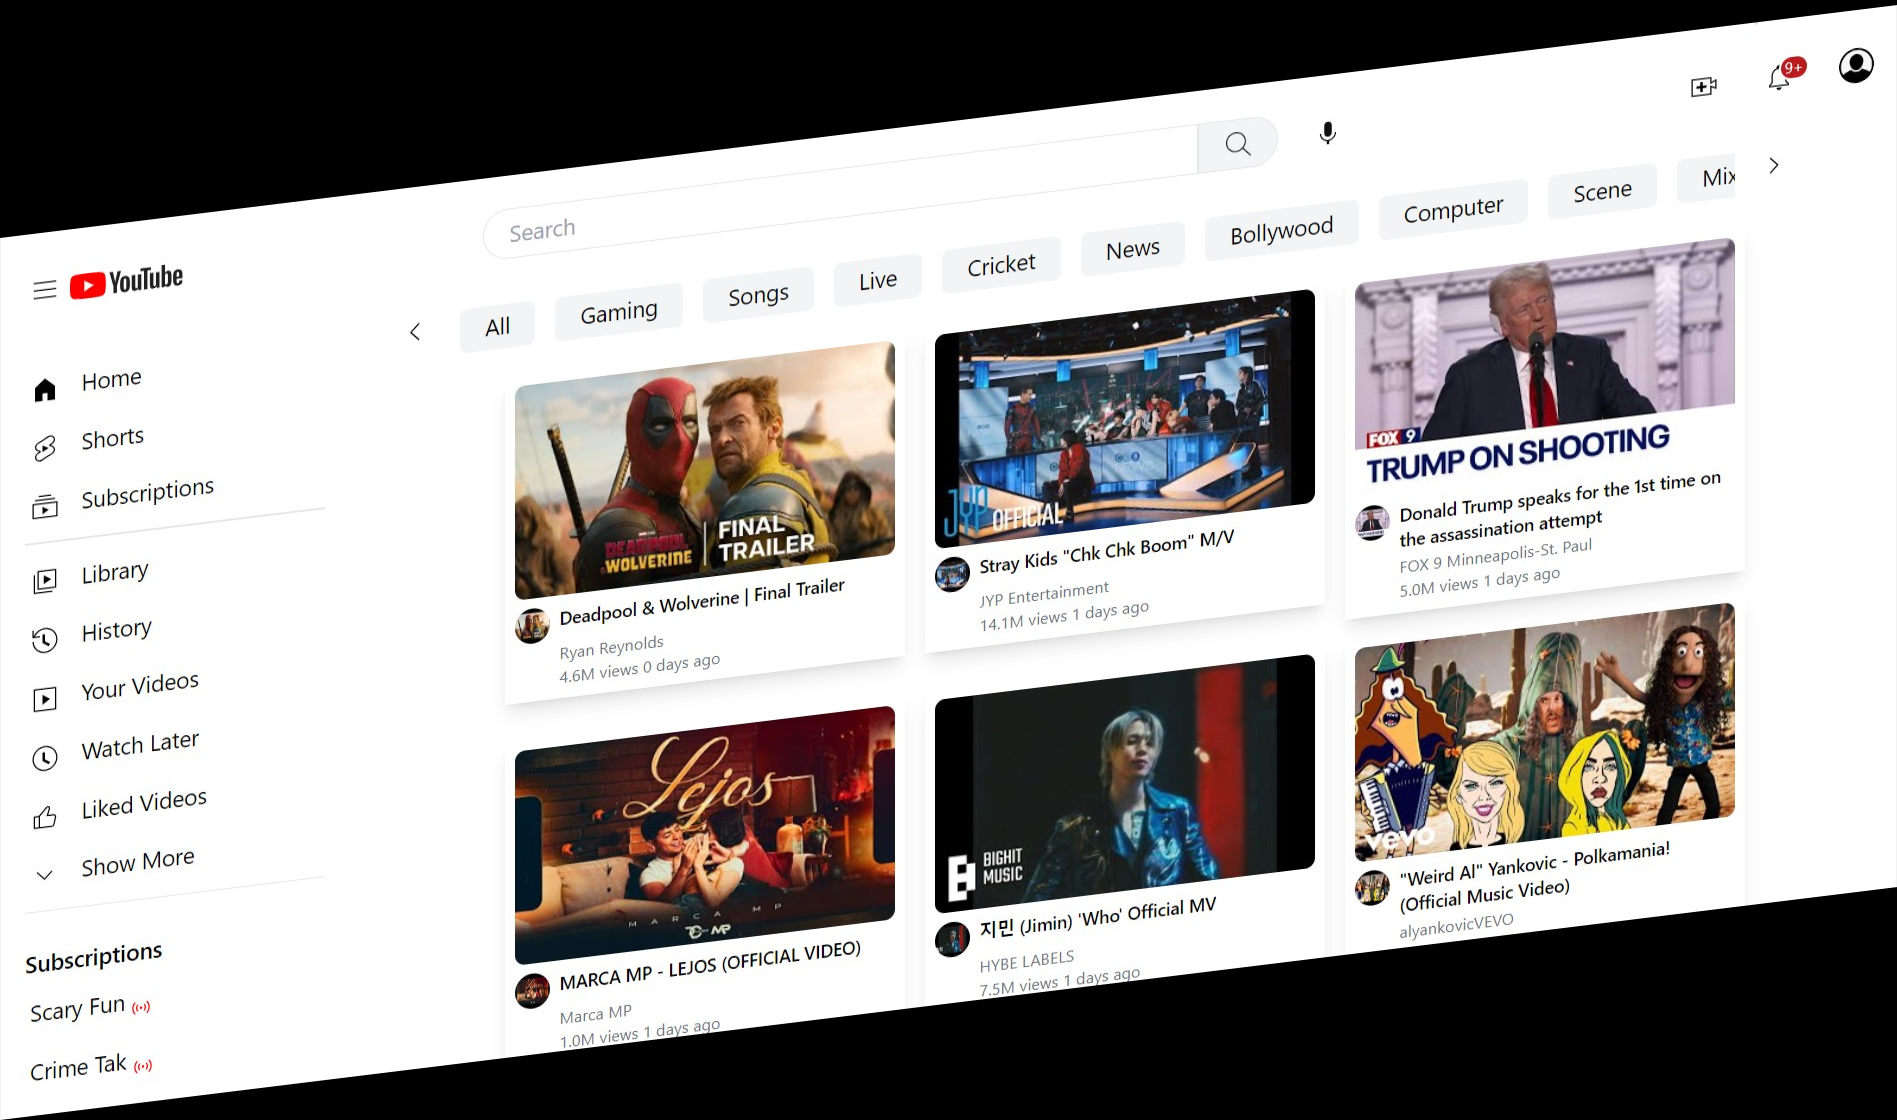 9+
Search
YouTube
All
Gaming
Songs
Live
Cricket
News
Bollywood
Computer
Scene
Mix
Home
Shorts
Subscriptions
Library
History
Your Videos
Watch Later
Liked Videos
Show More
Subscriptions
Scary Fun
Crime Tak
DEADPOOL
WOLVERINE
FINAL
TRAILER
Deadpool & Wolverine | Final Trailer
Ryan Reynolds
4.6M views 0 days ago
JYP OFFICIAL
Stray Kids "Chk Chk Boom" M/V
JYP Entertainment
14.1M views 1 days ago
FOX 9
TRUMP ON SHOOTING
Donald Trump speaks for the 1st time on
the assassination attempt
FOX 9 Minneapolis-St. Paul
5.0M views 1 days ago
Lejos
MARCA MP
MP
MARCA MP - LEJOS (OFFICIAL VIDEO)
Marca MP
1.0M views 1 days ago
BIGHIT
MUSIC
지민 (Jimin) 'Who' Official MV
HYBE LABELS
7.5M views 1 days ago
vevo
"Weird Al" Yankovic - Polkamania!
(Official Music Video)
alyankovicVEVO